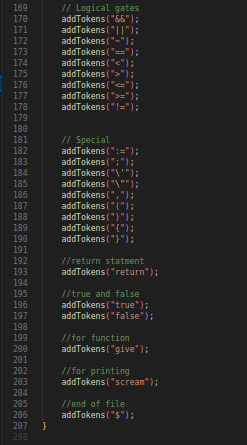 169 // Logical gates
170 addTokens("&&");
171 addTokens("||");
172 addTokens("~");
173 addTokens("==");
174 addTokens("<");
175 addTokens(">");
176 addTokens("<=");
177 addTokens(">=");
178 addTokens("!=");
179
180
181 // Special
182 addTokens(":=");
183 addTokens(";");
184 addTokens("\'");
185 addTokens("\"");
186 addTokens(",");
187 addTokens("(");
188 addTokens(")");
189 addTokens("{");
190 addTokens("}");
191
192 //return statment
193 addTokens("return");
194
195 //true and false
196 addTokens("true");
197 addTokens("false");
198
199 //for function
200 addTokens("give");
201
202 //for printing
203 addTokens("scream");
204
205 //end of file
206 addTokens("$");
207 }
208